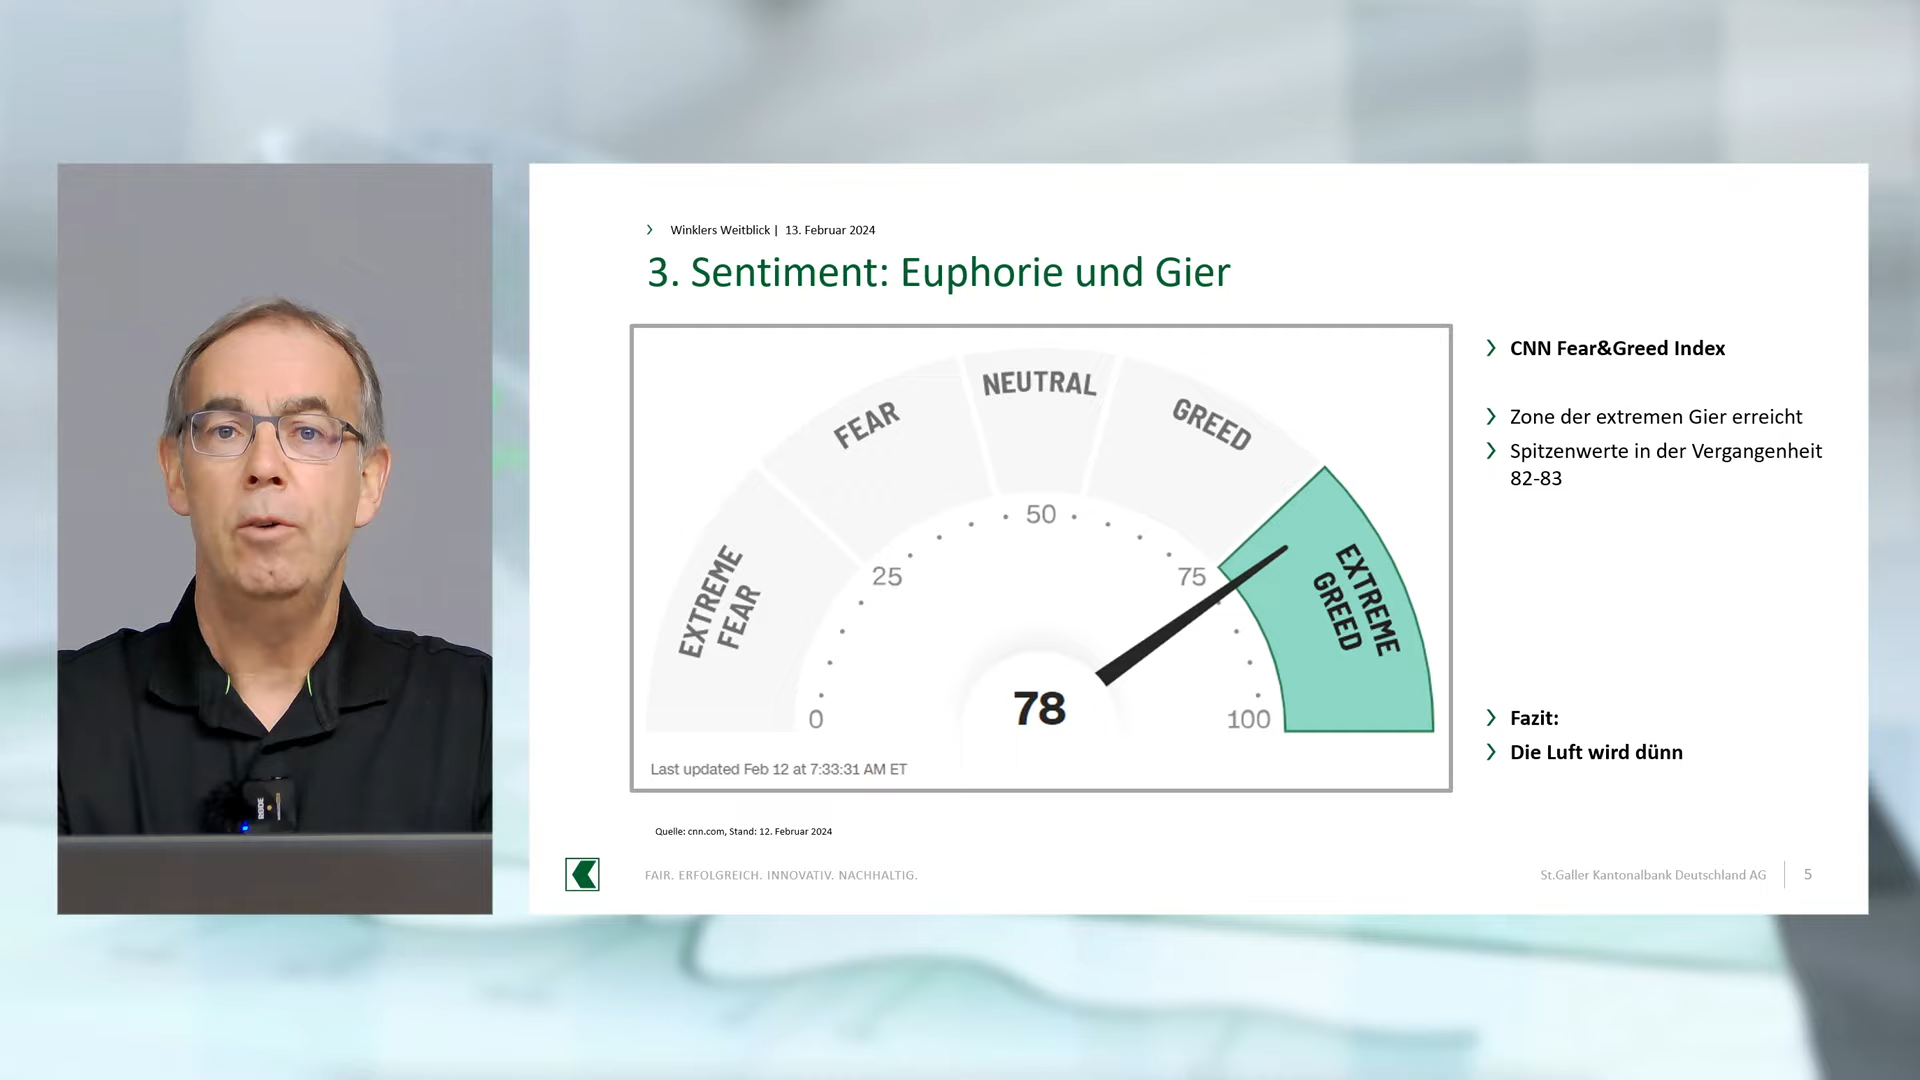 Winklers Weitblick | 13. Februar 2024
3. Sentiment: Euphorie und Gier
EXTREME
FEAR
FEAR
NEUTRAL
GREED
EXTREME
GREED
0
25
50
75
100
78
Last updated Feb 12 at 7:33:31 AM ET
CNN Fear&Greed Index
Zone der extremen Gier erreicht
Spitzenwerte in der Vergangenheit
82-83
Fazit:
Die Luft wird dünn
Quelle: cnn.com, Stand: 12. Februar 2024
FAIR. ERFOLGREICH. INNOVATIV. NACHHALTIG.
St.Galler Kantonalbank Deutschland AG
5
RØDE